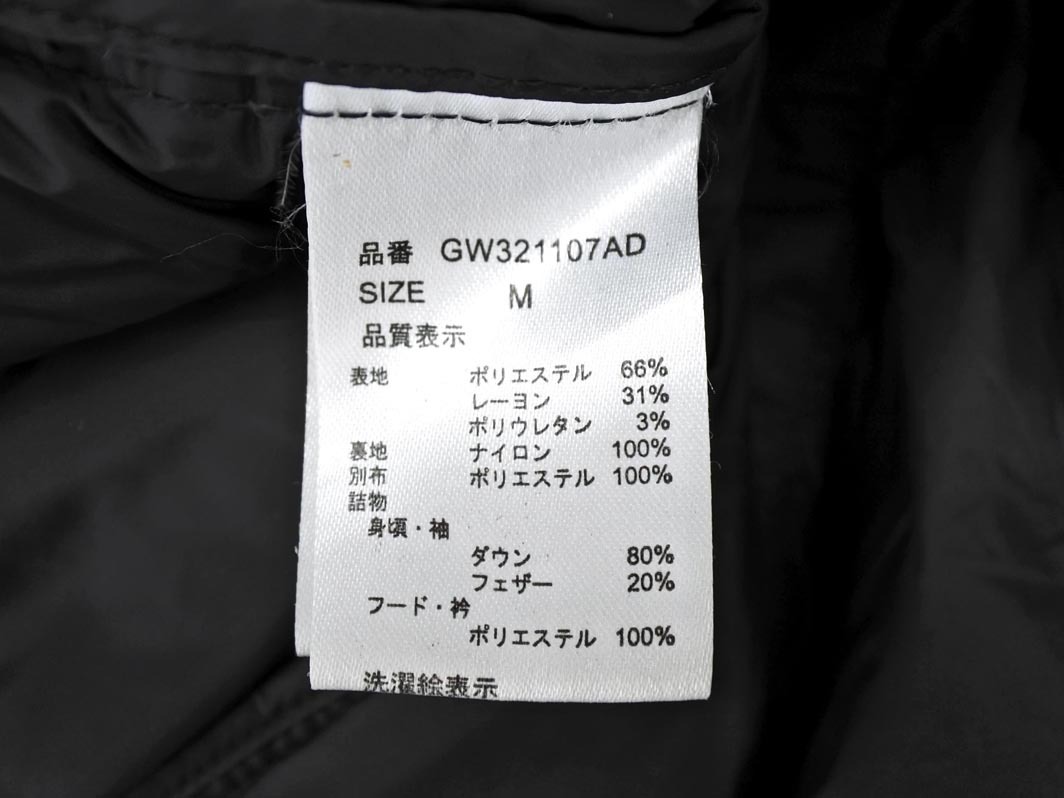 品番 GW321107AD
SIZE M
品質表示
表地 ポリエステル 66%
レーヨン 31%
ポリウレタン 3%
裏地 ナイロン 100%
別布 ポリエステル 100%
詰物
身頃・袖
ダウン 80%
フェザー 20%
フード・衿
ポリエステル 100%
洗濯絵表示